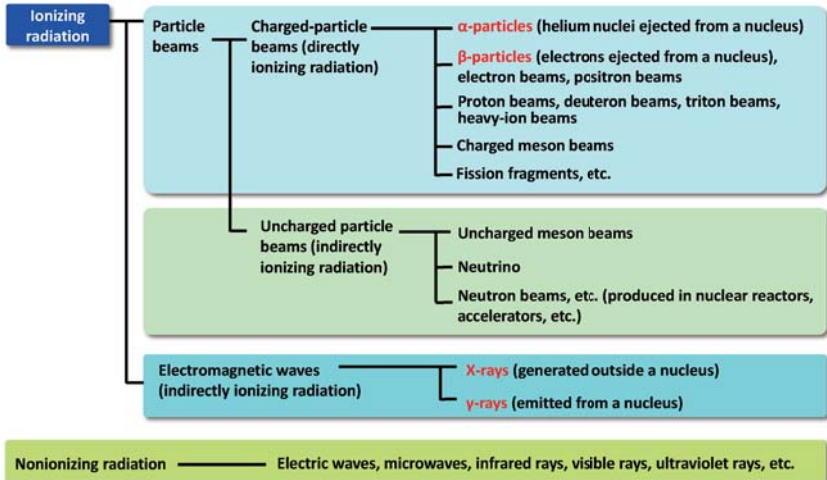 Ionizing
radiation
Particle
beams
Charged-particle
beams (directly
ionizing radiation)
α-particles (helium nuclei ejected from a nucleus)
β-particles (electrons ejected from a nucleus),
electron beams, positron beams
Proton beams, deuteron beams, triton beams,
heavy-ion beams
Charged meson beams
Fission fragments, etc.
Uncharged particle
beams (indirectly
ionizing radiation)
Uncharged meson beams
Neutrino
Neutron beams, etc. (produced in nuclear reactors,
accelerators, etc.)
Electromagnetic waves
(indirectly ionizing radiation)
X-rays (generated outside a nucleus)
γ-rays (emitted from a nucleus)
Nonionizing radiation
Electric waves, microwaves, infrared rays, visible rays, ultraviolet rays, etc.